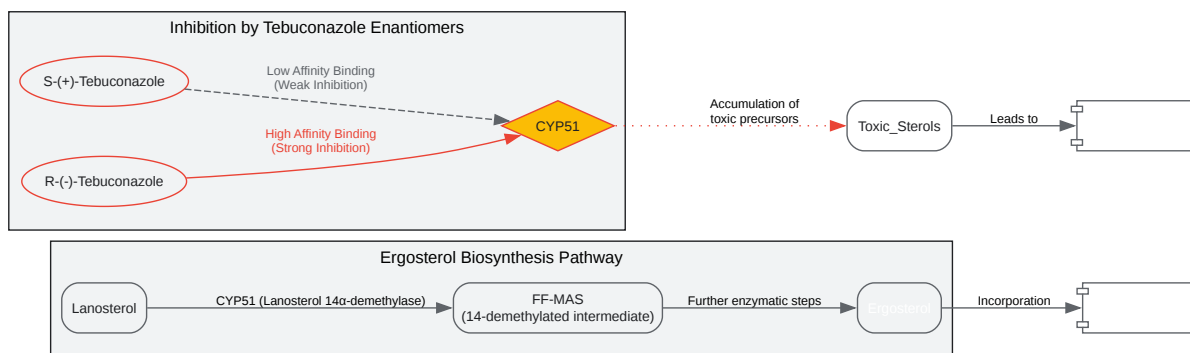 Inhibition by Tebuconazole Enantiomers
S-(+)-Tebuconazole
Low Affinity Binding
(Weak Inhibition)
CYP51
High Affinity Binding
(Strong Inhibition)
R-(-)-Tebuconazole
Accumulation of
toxic precursors
Toxic_Sterols
Leads to
Ergosterol Biosynthesis Pathway
Lanosterol
CYP51 (Lanosterol 14α-demethylase)
FF-MAS
(14-demethylated intermediate)
Further enzymatic steps
Ergosterol
Incorporation